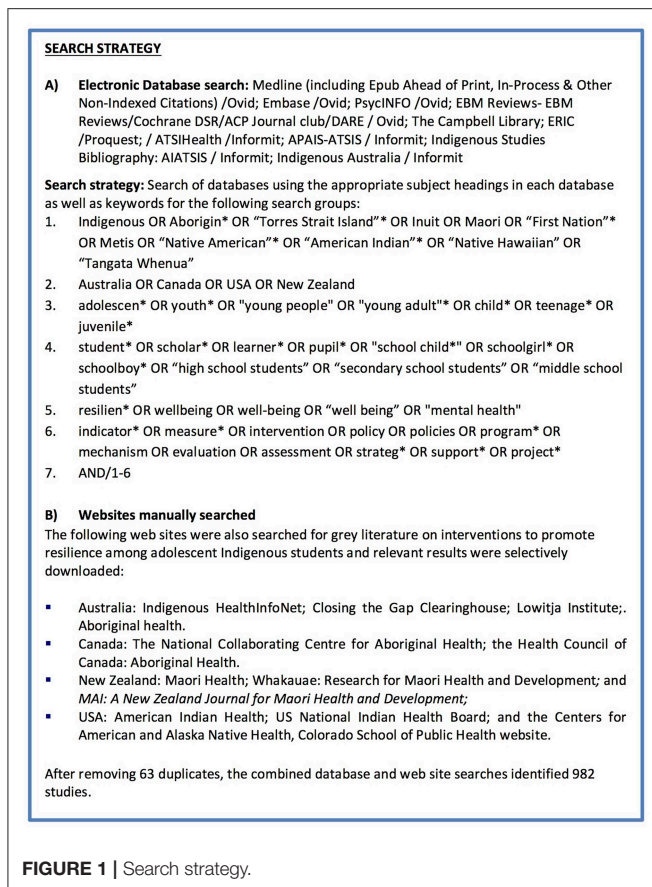 SEARCH STRATEGY
A) Electronic Database search: Medline (including Epub Ahead of Print, In-Process & Other
Non-Indexed Citations) /Ovid; Embase /Ovid; PsycINFO /Ovid; EBM Reviews- EBM
Reviews/Cochrane DSR/ACP Journal club/DARE / Ovid; The Campbell Library; ERIC
/Proquest; / ATSIHealth /Informit; APAIS-ATSIS / Informit; Indigenous Studies
Bibliography: AIATSIS / Informit; Indigenous Australia / Informit
Search strategy: Search of databases using the appropriate subject headings in each database
as well as keywords for the following search groups:
1. Indigenous OR Aborigin* OR “Torres Strait Island”* OR Inuit OR Maori OR “First Nation”*
OR Metis OR “Native American”* OR “American Indian”* OR “Native Hawaiian” OR
“Tangata Whenua”
2. Australia OR Canada OR USA OR New Zealand
3. adolescen* OR youth* OR "young people" OR "young adult"* OR child* OR teenage* OR
juvenile*
4. student* OR scholar* OR learner* OR pupil* OR "school child*" OR schoolgirl* OR
schoolboy* OR “high school students” OR “secondary school students” OR “middle school
students”
5. resilien* OR wellbeing OR well-being OR “well being” OR "mental health"
6. indicator* OR measure* OR intervention OR policy OR policies OR program* OR
mechanism OR evaluation OR assessment OR strateg* OR support* OR project*
7. AND/1-6
B) Websites manually searched
The following web sites were also searched for grey literature on interventions to promote
resilience among adolescent Indigenous students and relevant results were selectively
downloaded:
▪ Australia: Indigenous HealthInfoNet; Closing the Gap Clearinghouse; Lowitja Institute;.
Aboriginal health.
▪ Canada: The National Collaborating Centre for Aboriginal Health; the Health Council of
Canada: Aboriginal Health.
▪ New Zealand: Maori Health; Whakauae: Research for Maori Health and Development; and
MAI: A New Zealand Journal for Maori Health and Development;
▪ USA: American Indian Health; US National Indian Health Board; and the Centers for
American and Alaska Native Health, Colorado School of Public Health website.
After removing 63 duplicates, the combined database and web site searches identified 982
studies.
FIGURE 1 | Search strategy.